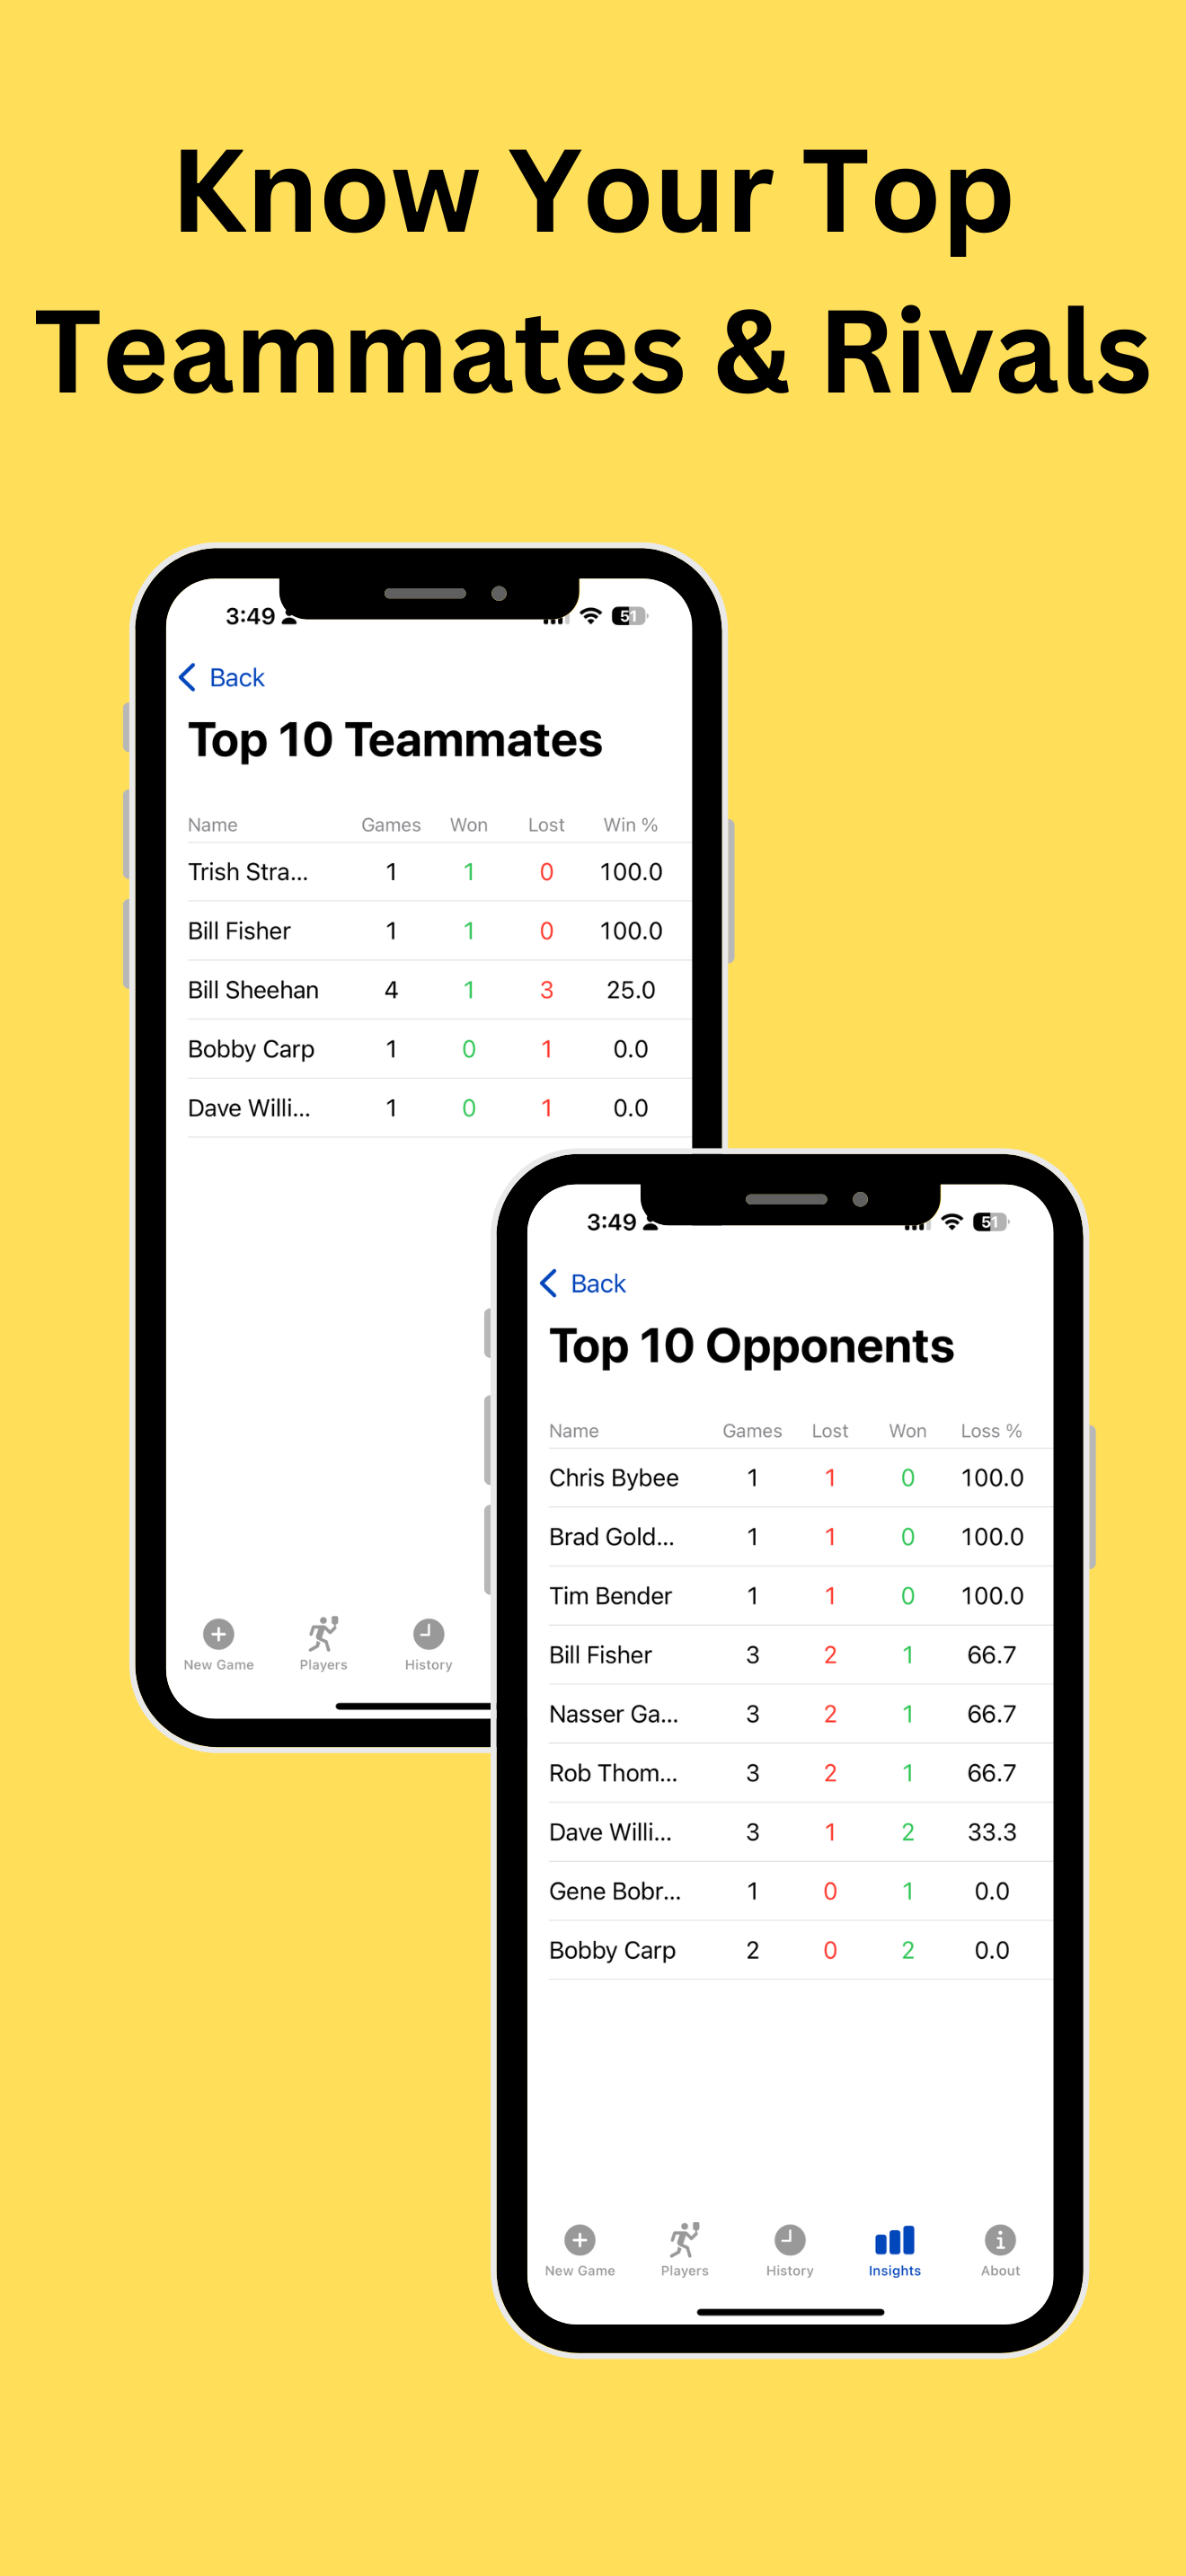 Know Your Top
Teammates & Rivals
3:49
51
Back
Top 10 Teammates
Name Games Won Lost Win %
Trish Stra... 1 1 0 100.0
Bill Fisher 1 1 0 100.0
Bill Sheehan 4 1 3 25.0
Bobby Carp 1 0 1 0.0
Dave Willi... 1 0 1 0.0
New Game Players History
3:49
51
Back
Top 10 Opponents
Name Games Lost Won Loss %
Chris Bybee 1 1 0 100.0
Brad Gold... 1 1 0 100.0
Tim Bender 1 1 0 100.0
Bill Fisher 3 2 1 66.7
Nasser Ga... 3 2 1 66.7
Rob Thom... 3 2 1 66.7
Dave Willi... 3 1 2 33.3
Gene Bobr... 1 0 1 0.0
Bobby Carp 2 0 2 0.0
New Game Players History Insights About